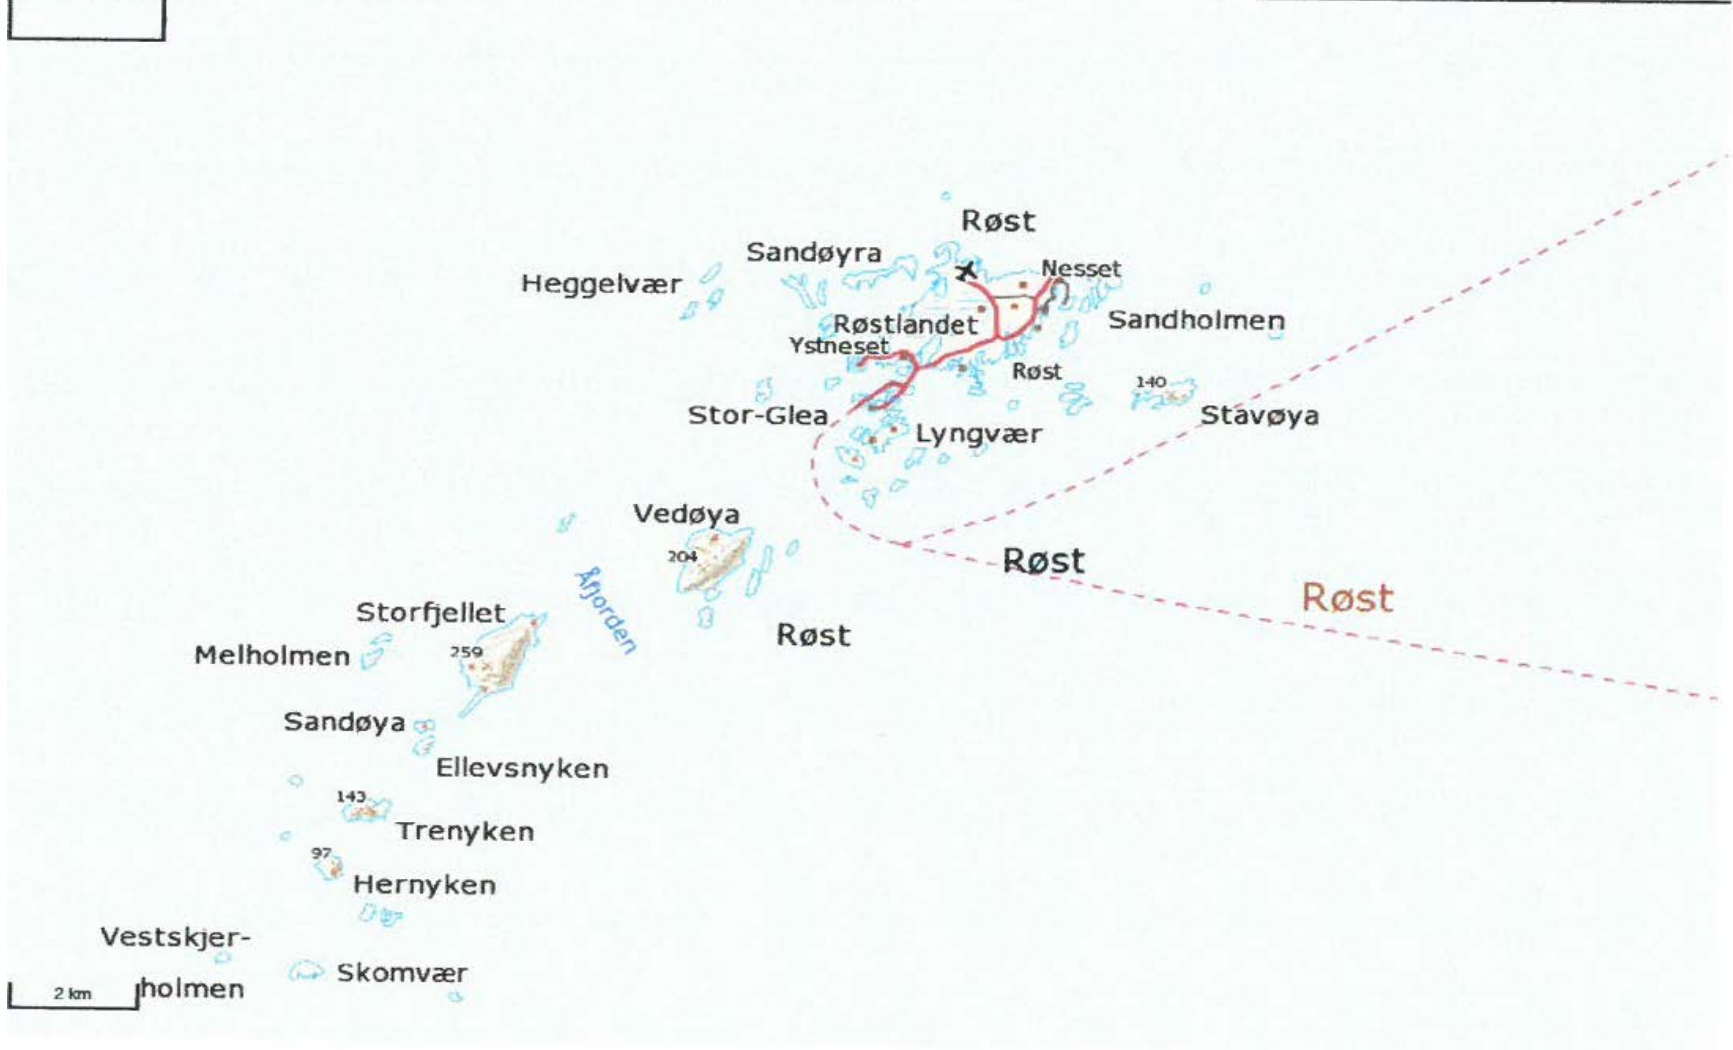 Røst
Sandøyra
Nesset
Heggelvær
Røstlandet
Sandholmen
Ystneset
Røst
140
Stor-Glea
Stavøya
Lyngvær
Vedøya
204
Røst
Åfjorden
Røst
Storfjellet
Røst
259
Melholmen
Sandøya
Ellevsnyken
143
Trenyken
97
Hernyken
Vestskjer-
holmen
Skomvær
2 km